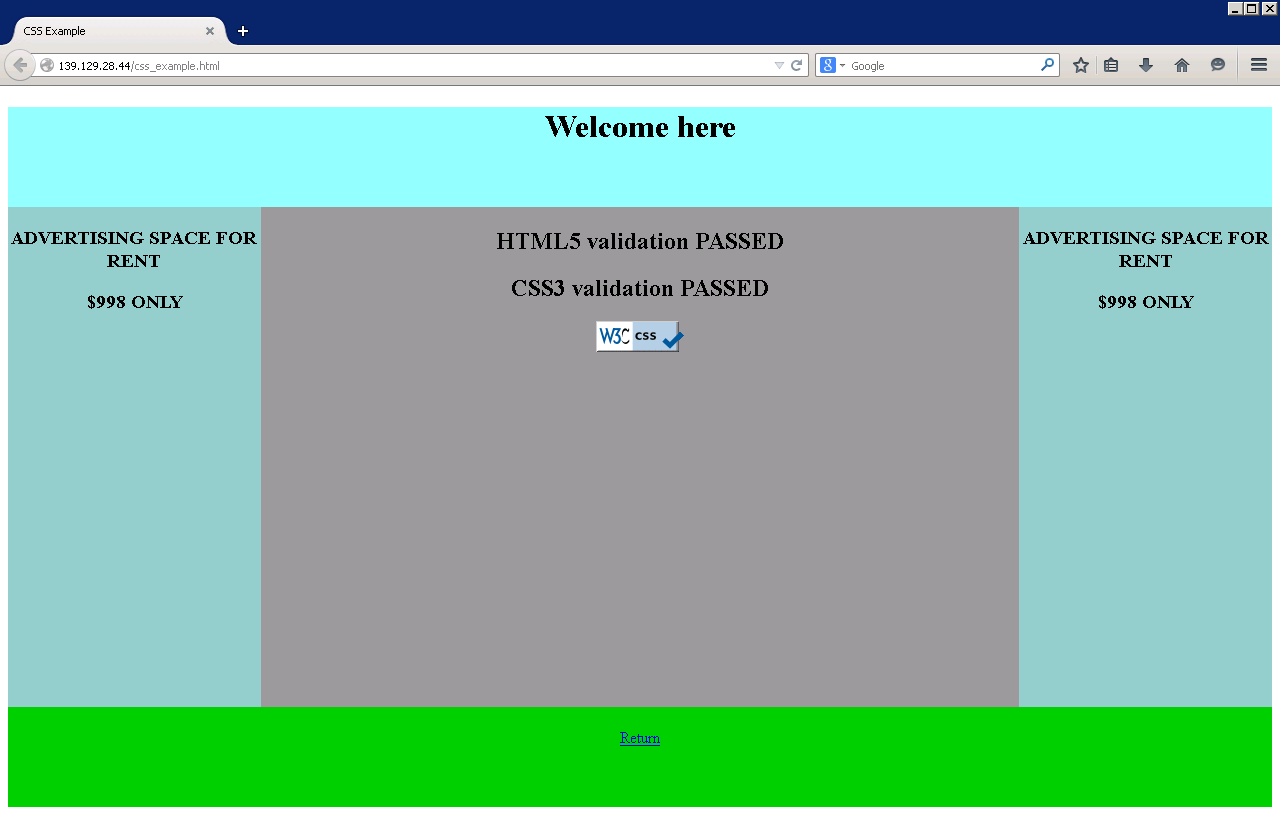 CSS Example
139.129.28.44/css_example.html
Google
Welcome here
ADVERTISING SPACE FOR
RENT
$998 ONLY
HTML5 validation PASSED
CSS3 validation PASSED
W3C css
ADVERTISING SPACE FOR
RENT
$998 ONLY
Return